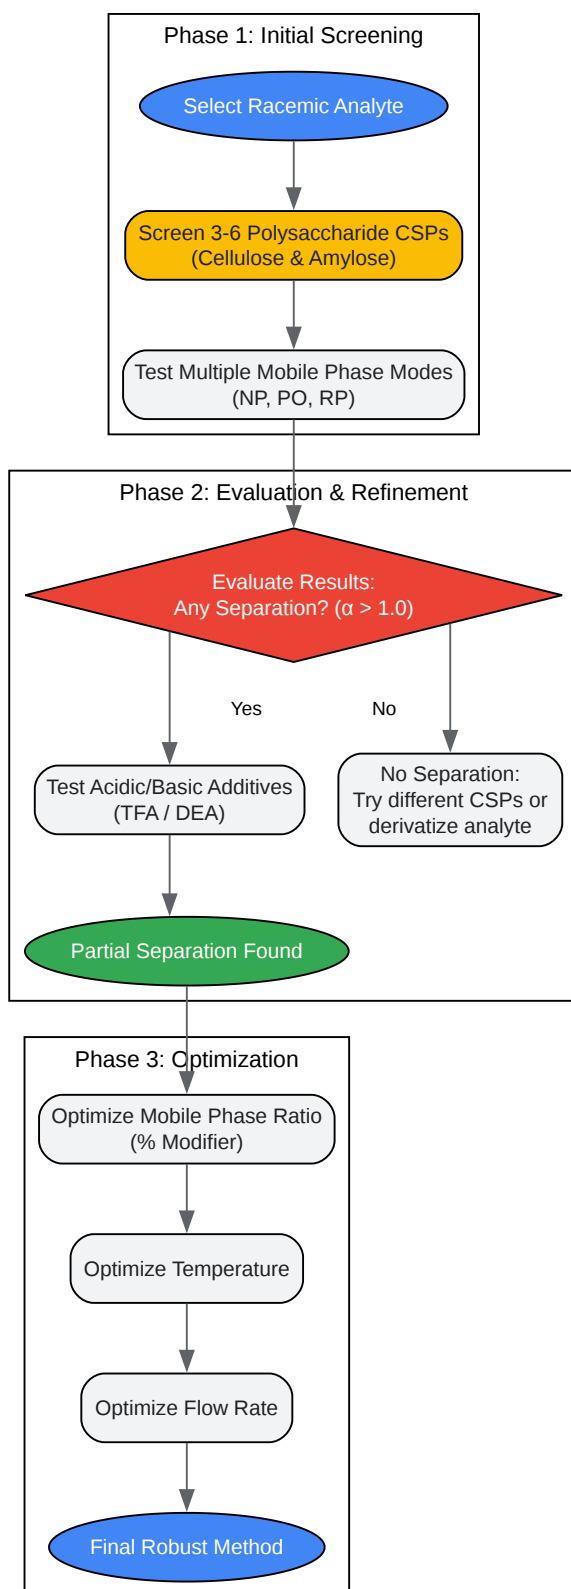 Phase 1: Initial Screening
Select Racemic Analyte
Screen 3-6 Polysaccharide CSPs
(Cellulose & Amylose)
Test Multiple Mobile Phase Modes
(NP, PO, RP)
Phase 2: Evaluation & Refinement
Evaluate Results:
Any Separation? (α > 1.0)
Yes
No
Test Acidic/Basic Additives
(TFA / DEA)
No Separation:
Try different CSPs or
derivatize analyte
Partial Separation Found
Phase 3: Optimization
Optimize Mobile Phase Ratio
(% Modifier)
Optimize Temperature
Optimize Flow Rate
Final Robust Method